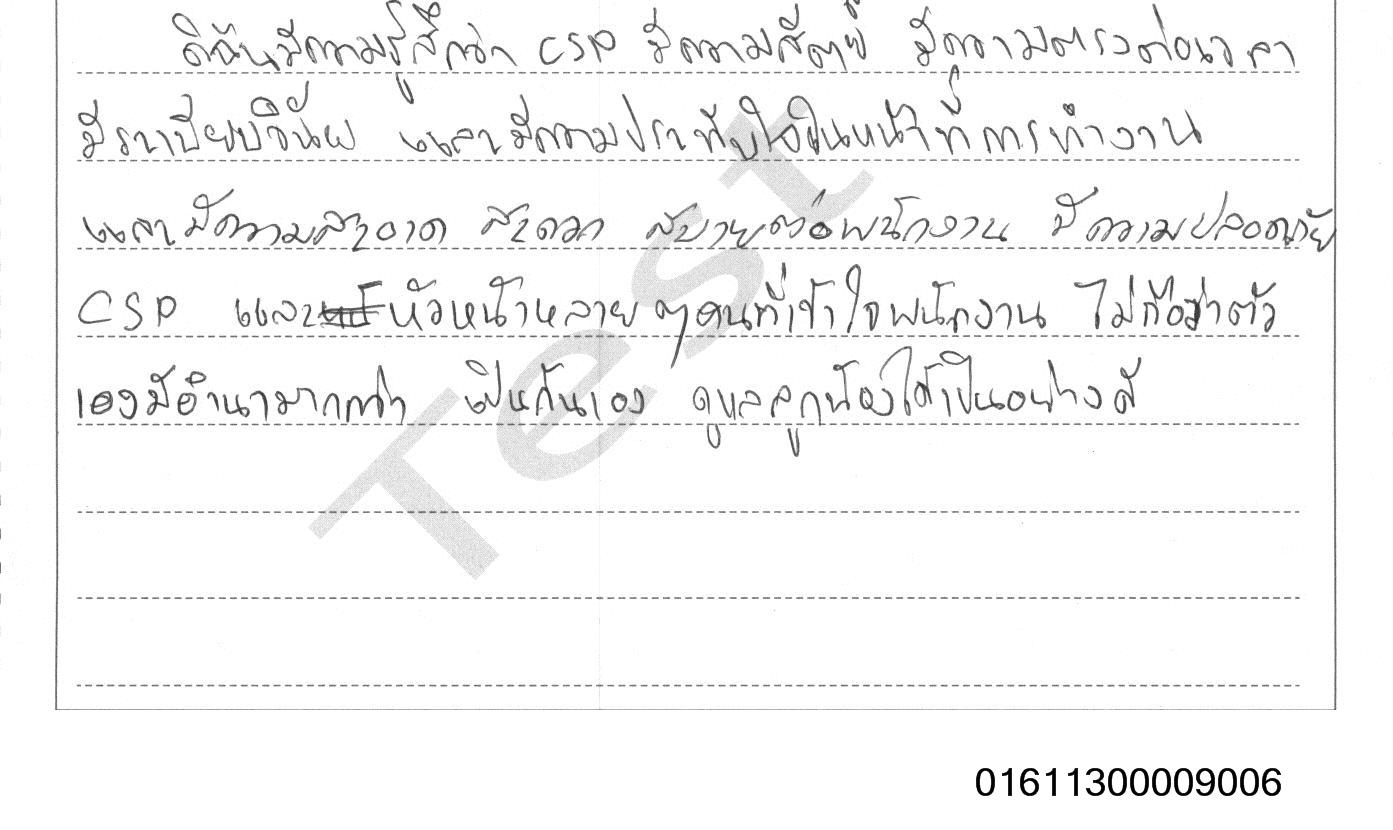 ดิฉันมีความรู้สึกว่า CSP มีความสัตย์ มีความตรงต่อเวลา
มีระเบียบวินัย และมีความประทับใจในหน้าที่การทำงาน
และมีความสะอาด สะดวก สบายต่อพนักงาน มีความปลอดภัย
CSP และหัวหน้าหลายๆคนที่เข้าใจพนักงาน ไม่ถือว่าตัว
เองมีอำนามากกว่า เป็นกันเอง ดูแลลูกน้องได้เป็นอย่างดี
Test
01611300009006